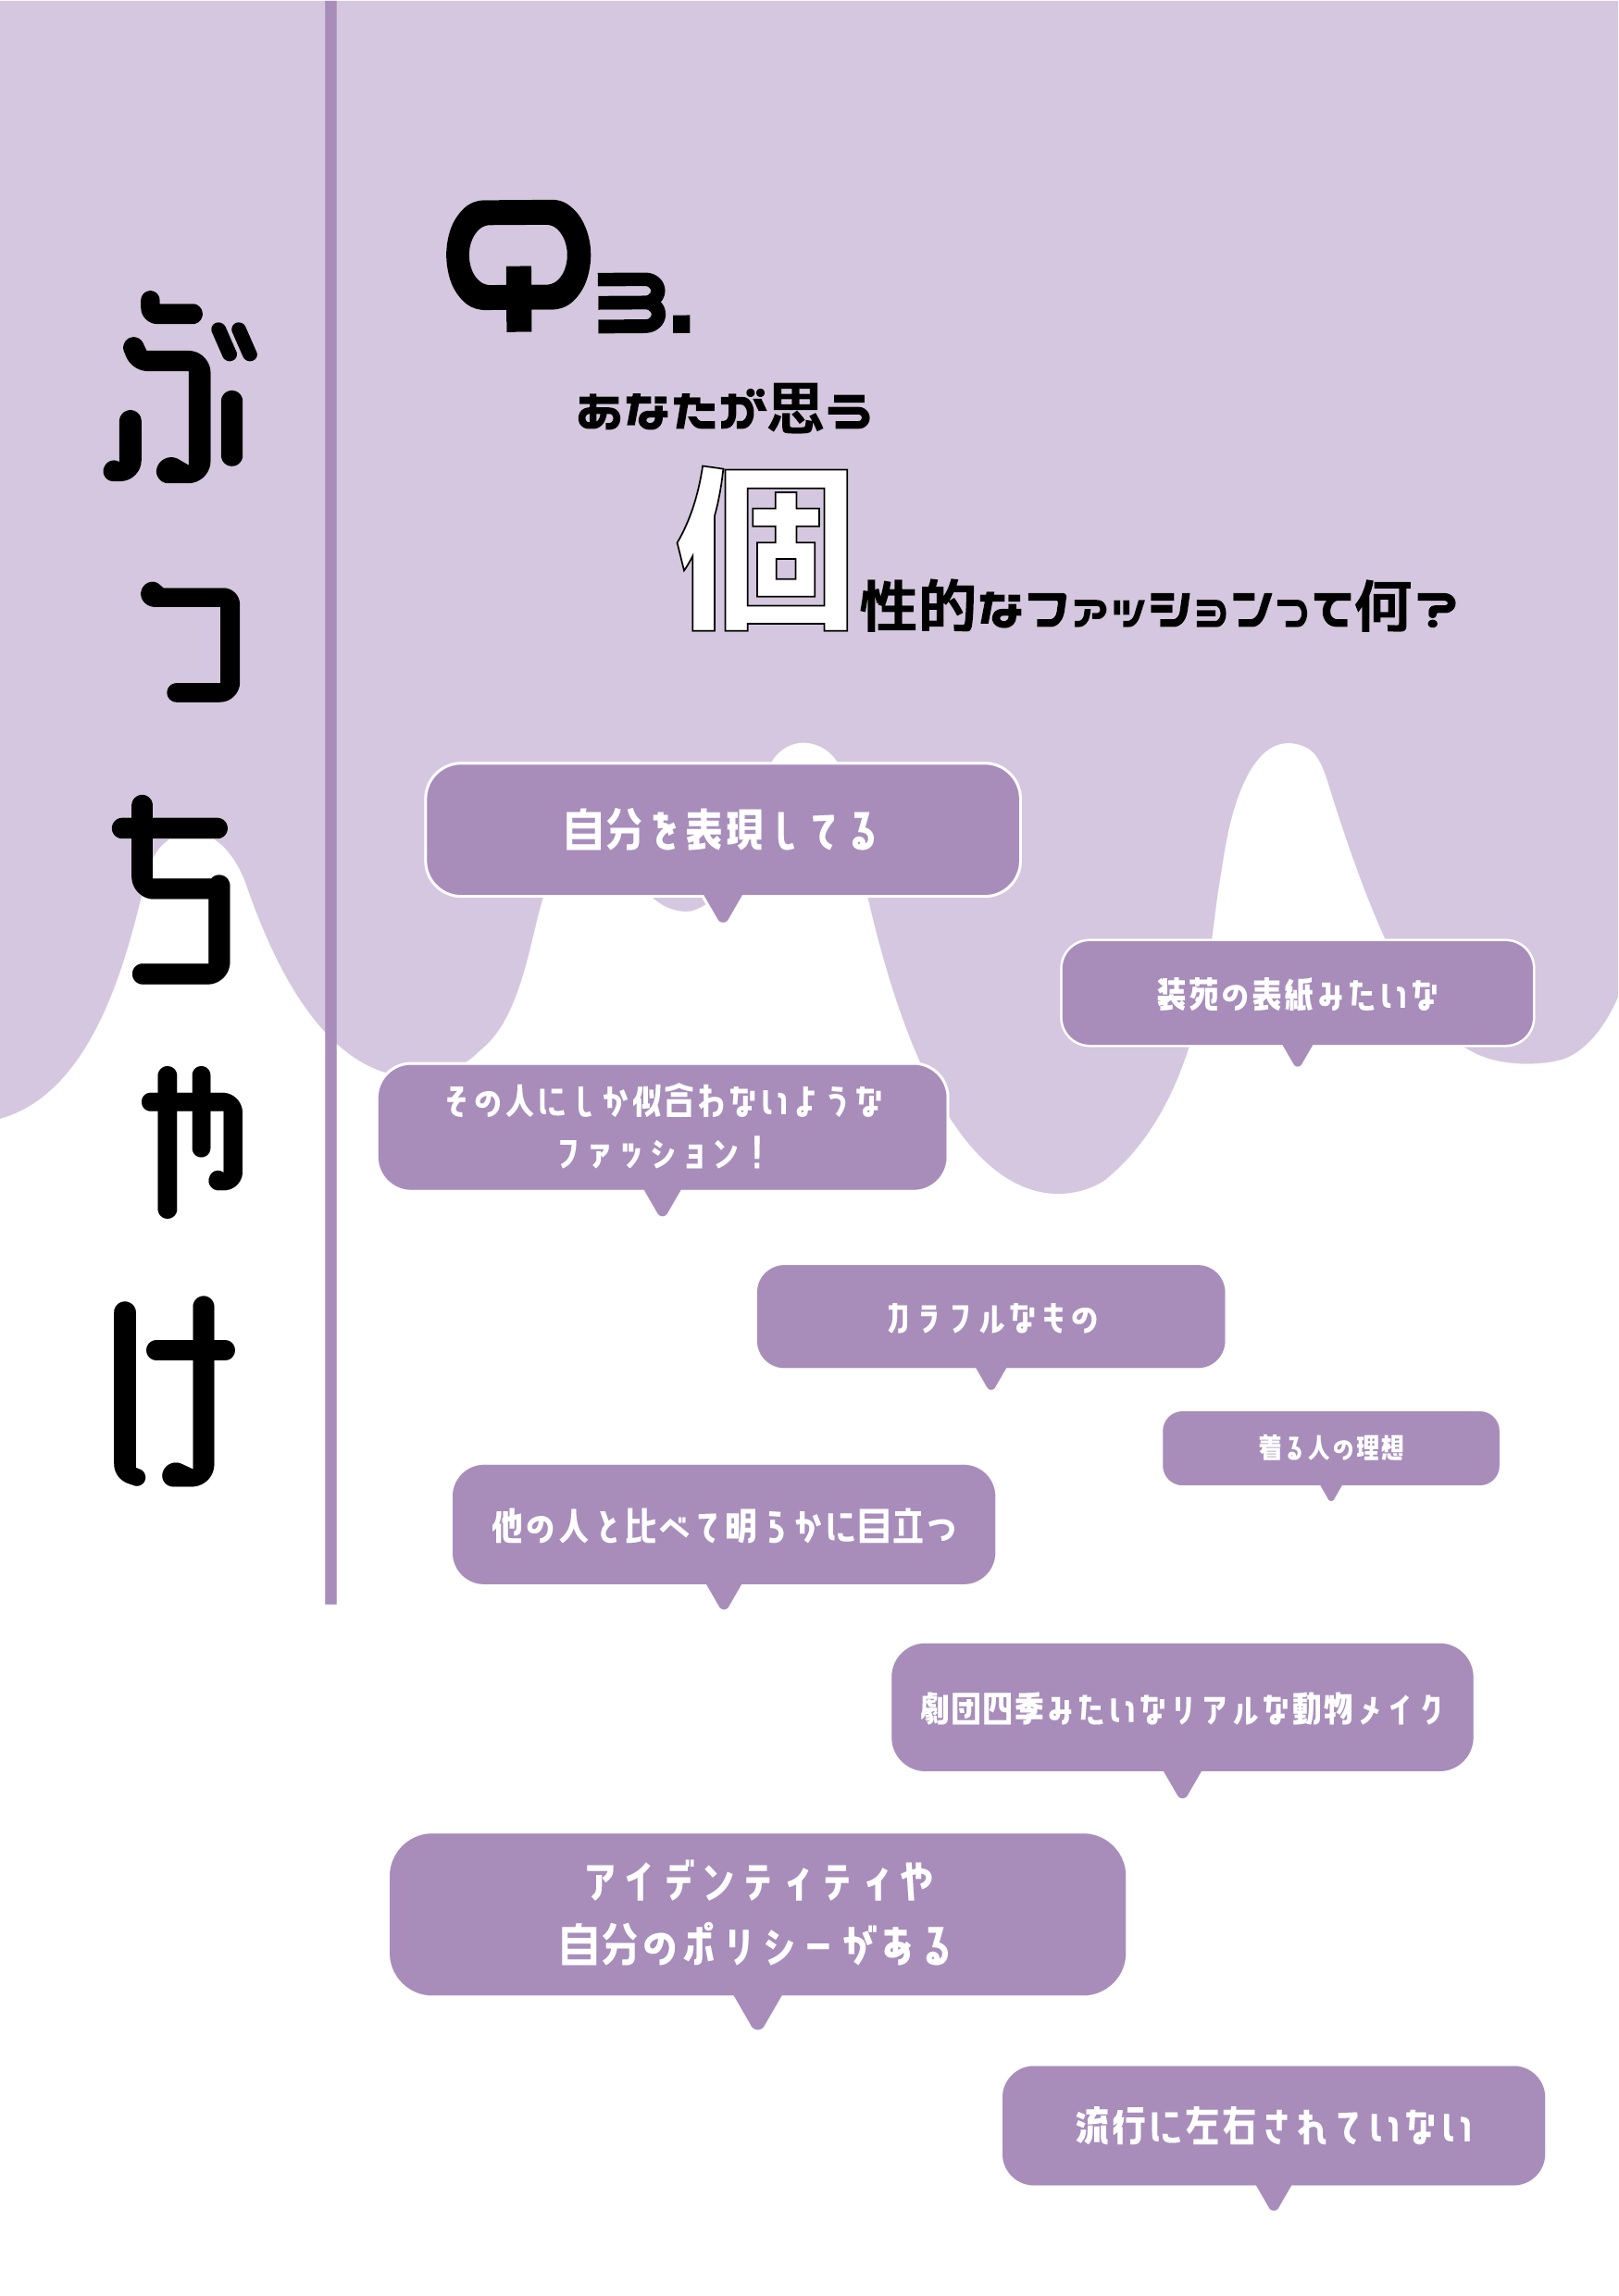 ぶっちゃけ
Q3.
あなたが思う
個性的なファッションって何？
自分を表現してる
装苑の表紙みたいな
その人にしか似合わないような
ファッション！
カラフルなもの
着る人の理想
他の人と比べて明らかに目立つ
劇団四季みたいなリアルな動物メイク
アイデンティティや
自分のポリシーがある
流行に左右されていない